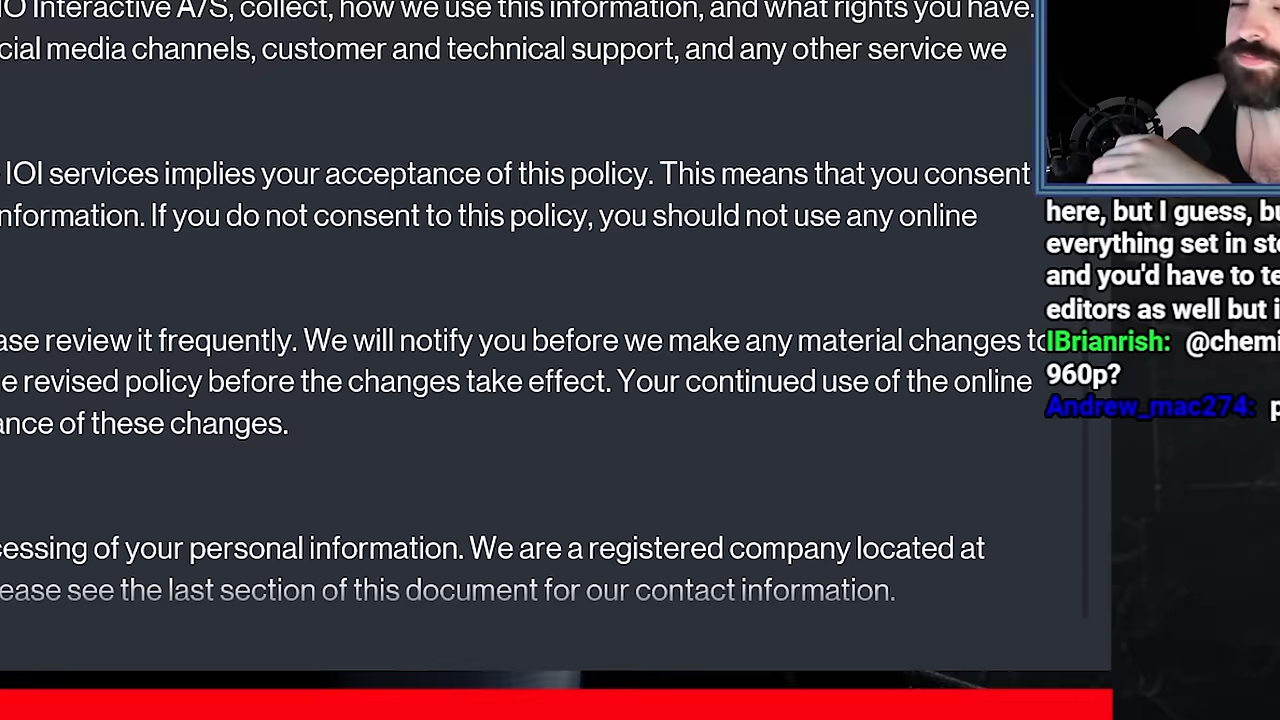 IO Interactive A/S, collect, how we use this information, and what rights you have.
cial media channels, customer and technical support, and any other service we
IOI services implies your acceptance of this policy. This means that you consent
nformation. If you do not consent to this policy, you should not use any online
ase review it frequently. We will notify you before we make any material changes to
e revised policy before the changes take effect. Your continued use of the online
ance of these changes.
cessing of your personal information. We are a registered company located at
ease see the last section of this document for our contact information.
here, but I guess, bu
everything set in sto
and you'd have to te
editors as well but i
IBrianrish: @chemi
960p?
Andrew_mac274: p